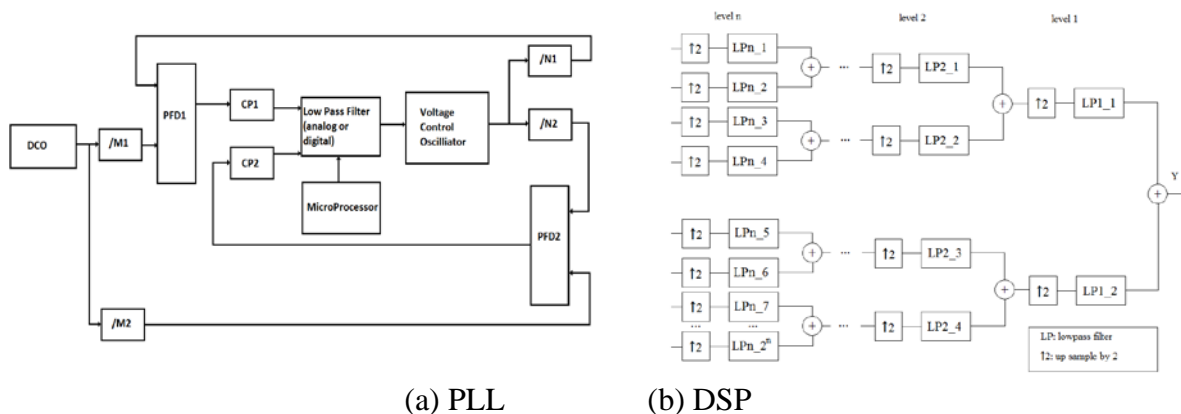 /N1
PFD1
CP1
Low Pass Filter
(analog or
digital)
Voltage
Control
Oscilliator
/N2
DCO
/M1
CP2
MicroProcessor
PFD2
/M2
(a) PLL
level n
level 2
level 1
↑2
LPn_1
+
...
↑2
LP2_1
↑2
LPn_2
+
↑2
LP1_1
↑2
LPn_3
+
...
↑2
LP2_2
↑2
LPn_4
Y
+
↑2
LPn_5
+
...
↑2
LP2_3
↑2
LPn_6
+
↑2
LP1_2
↑2
LPn_7
...
...
+
...
↑2
LP2_4
↑2
LPn_2ⁿ
LP: lowpass filter
↑2: up sample by 2
(b) DSP